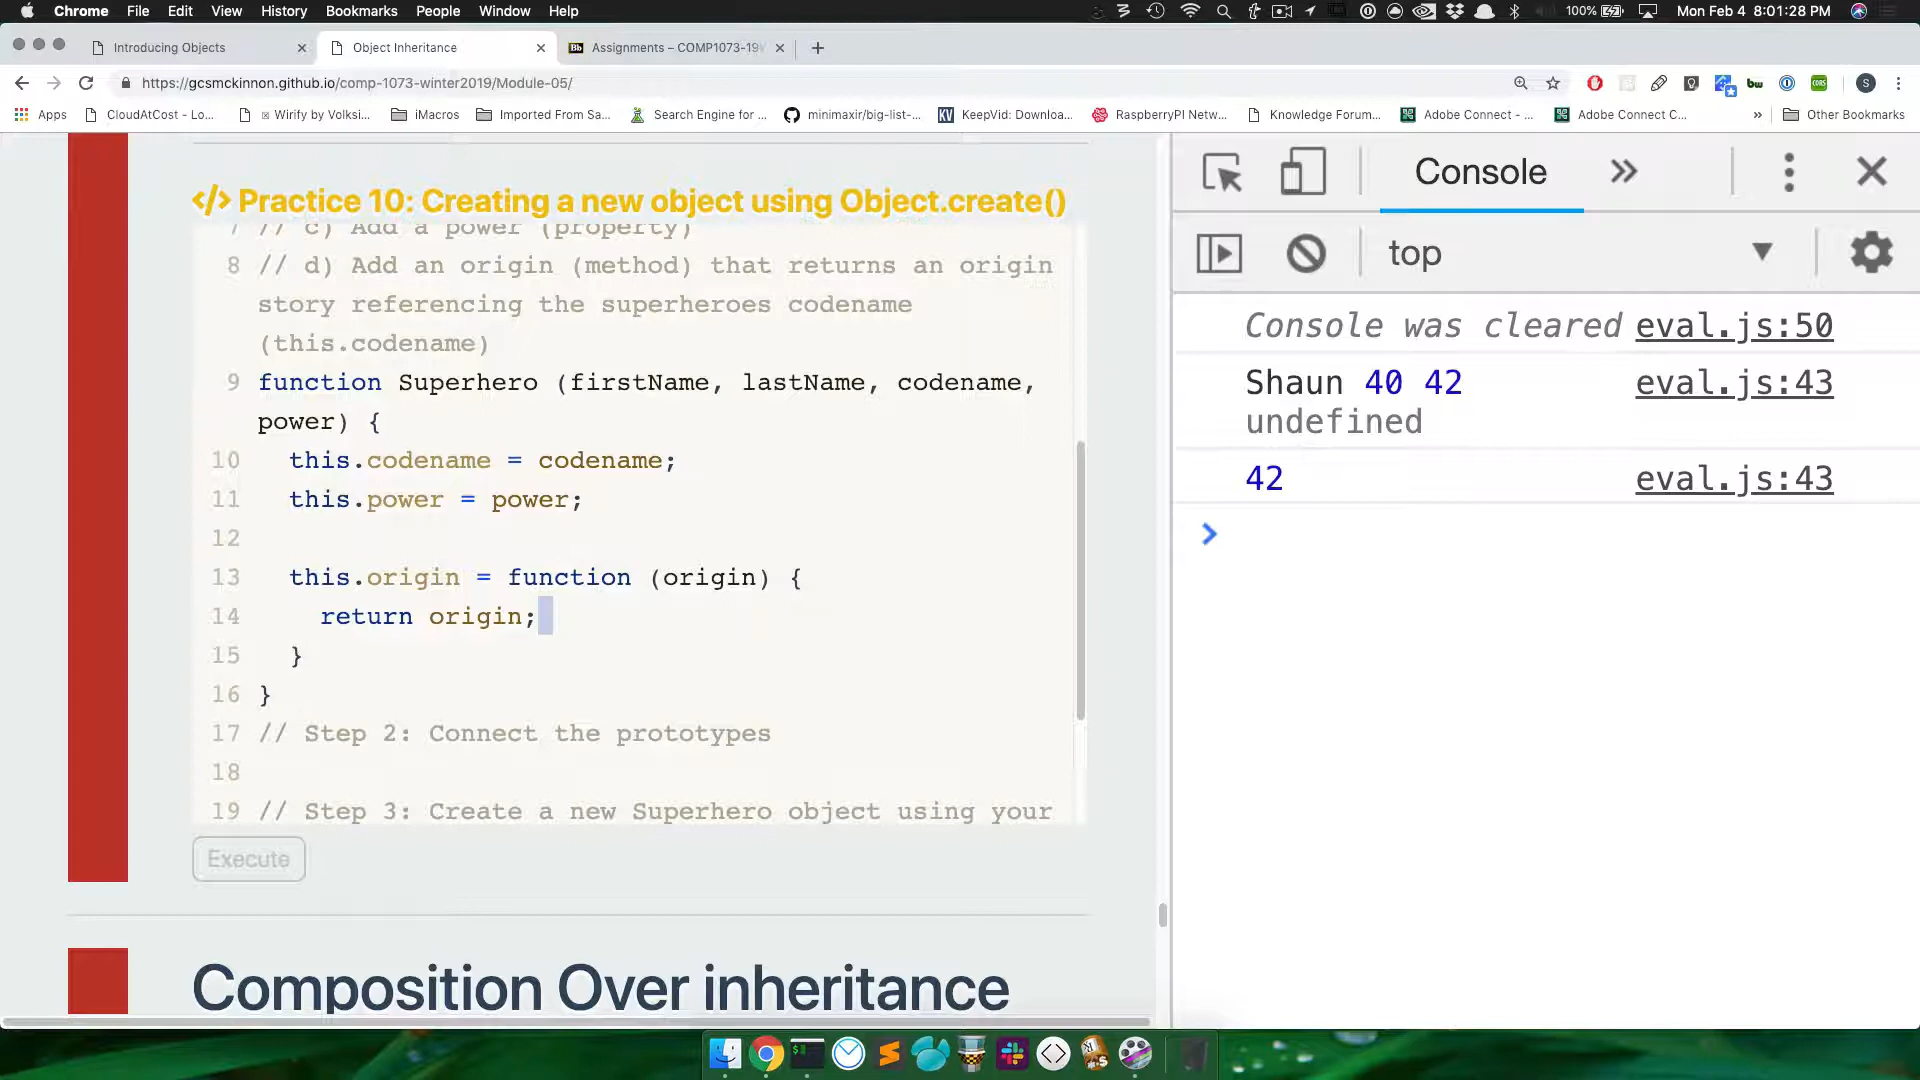 Chrome File Edit View History Bookmarks People Window Help 100% Mon Feb 4 8:01:28 PM
Introducing Objects Object Inheritance Bb Assignments – COMP1073-19W
https://gcsmckinnon.github.io/comp-1073-winter2019/Module-05/
Apps CloudAtCost - Lo... Wirify by Volksi... iMacros Imported From Sa... Search Engine for ... minimaxir/big-list-... KV KeepVid: Downloa... RaspberryPI Netw... Knowledge Forum... Adobe Connect - ... Adobe Connect C... » Other Bookmarks
</> Practice 10: Creating a new object using Object.create()
7 // c) Add a power (property)
8 // d) Add an origin (method) that returns an origin
story referencing the superheroes codename
(this.codename)
9 function Superhero (firstName, lastName, codename,
power) {
10 this.codename = codename;
11 this.power = power;
12
13 this.origin = function (origin) {
14 return origin;
15 }
16 }
17 // Step 2: Connect the prototypes
18
19 // Step 3: Create a new Superhero object using your
Execute
Composition Over inheritance
Console »
top
Console was cleared eval.js:50
Shaun 40 42 eval.js:43
undefined
42 eval.js:43